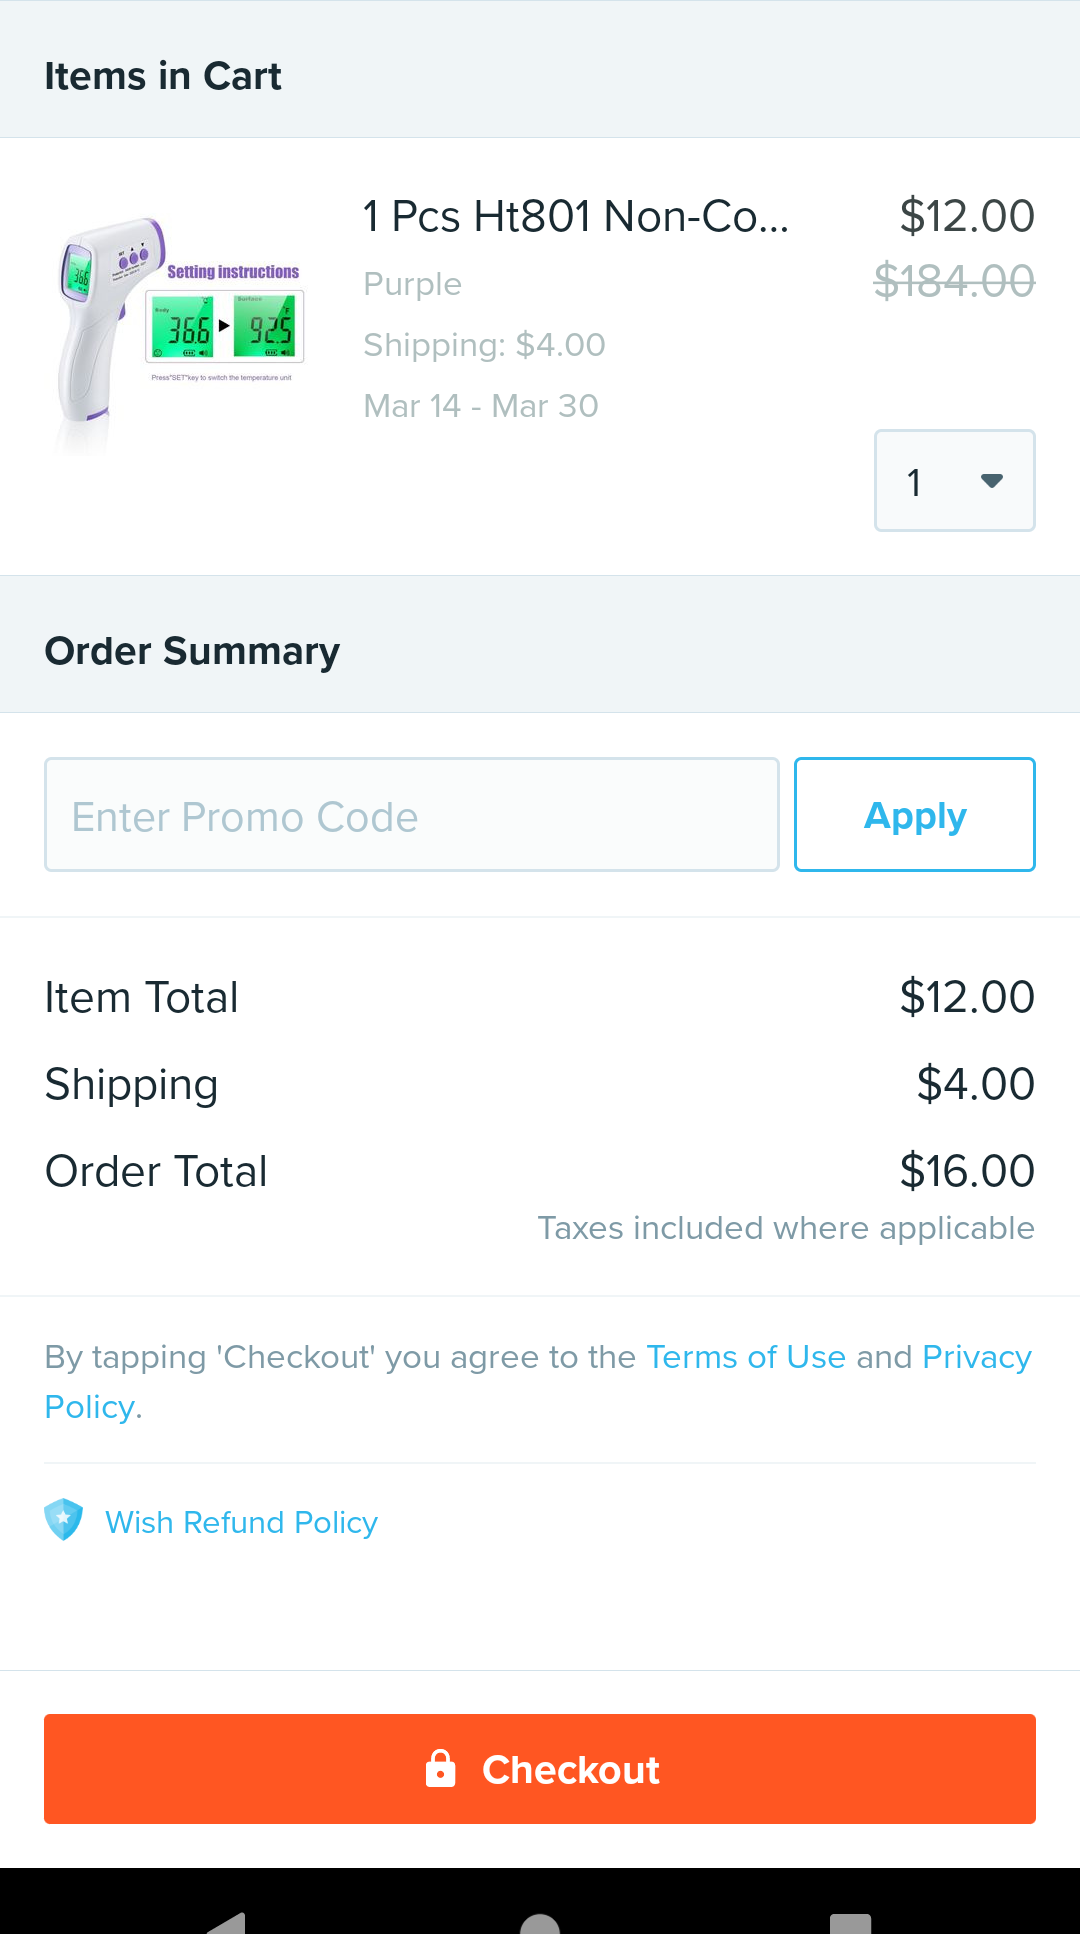 Items in Cart
1 Pcs Ht801 Non-Co...
$12.00
Purple
$184.00
Shipping: $4.00
Mar 14 - Mar 30
Setting instructions
Body
℃
36.6
Surface
℉
92.5
Press"SET"key to switch the temperature unit
1
Order Summary
Enter Promo Code
Apply
Item Total
$12.00
Shipping
$4.00
Order Total
$16.00
Taxes included where applicable
By tapping 'Checkout' you agree to the Terms of Use and Privacy
Policy.
Wish Refund Policy
Checkout